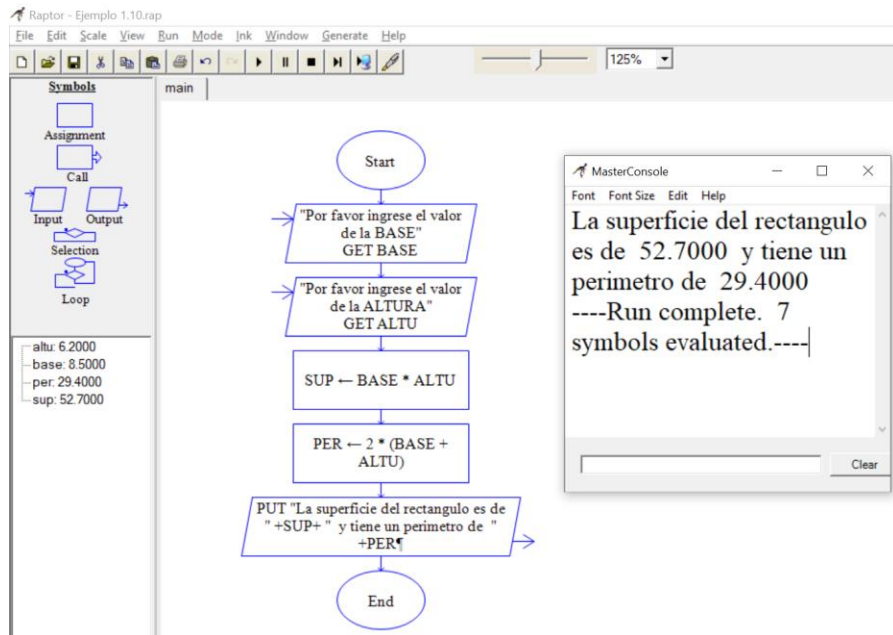 Raptor - Ejemplo 1.10.rap
File Edit Scale View Run Mode Ink Window Generate Help
125%
Symbols
Assignment
Call
Input Output
Selection
Loop
altu: 6.2000
base: 8.5000
per: 29.4000
sup: 52.7000
main
Start
"Por favor ingrese el valor
de la BASE"
GET BASE
"Por favor ingrese el valor
de la ALTURA"
GET ALTU
SUP ← BASE * ALTU
PER ← 2 * (BASE +
ALTU)
PUT "La superficie del rectangulo es de
" +SUP+ " y tiene un perimetro de "
+PER¶
End
MasterConsole
Font Font Size Edit Help
La superficie del rectangulo
es de 52.7000 y tiene un
perimetro de 29.4000
----Run complete. 7
symbols evaluated.----
Clear